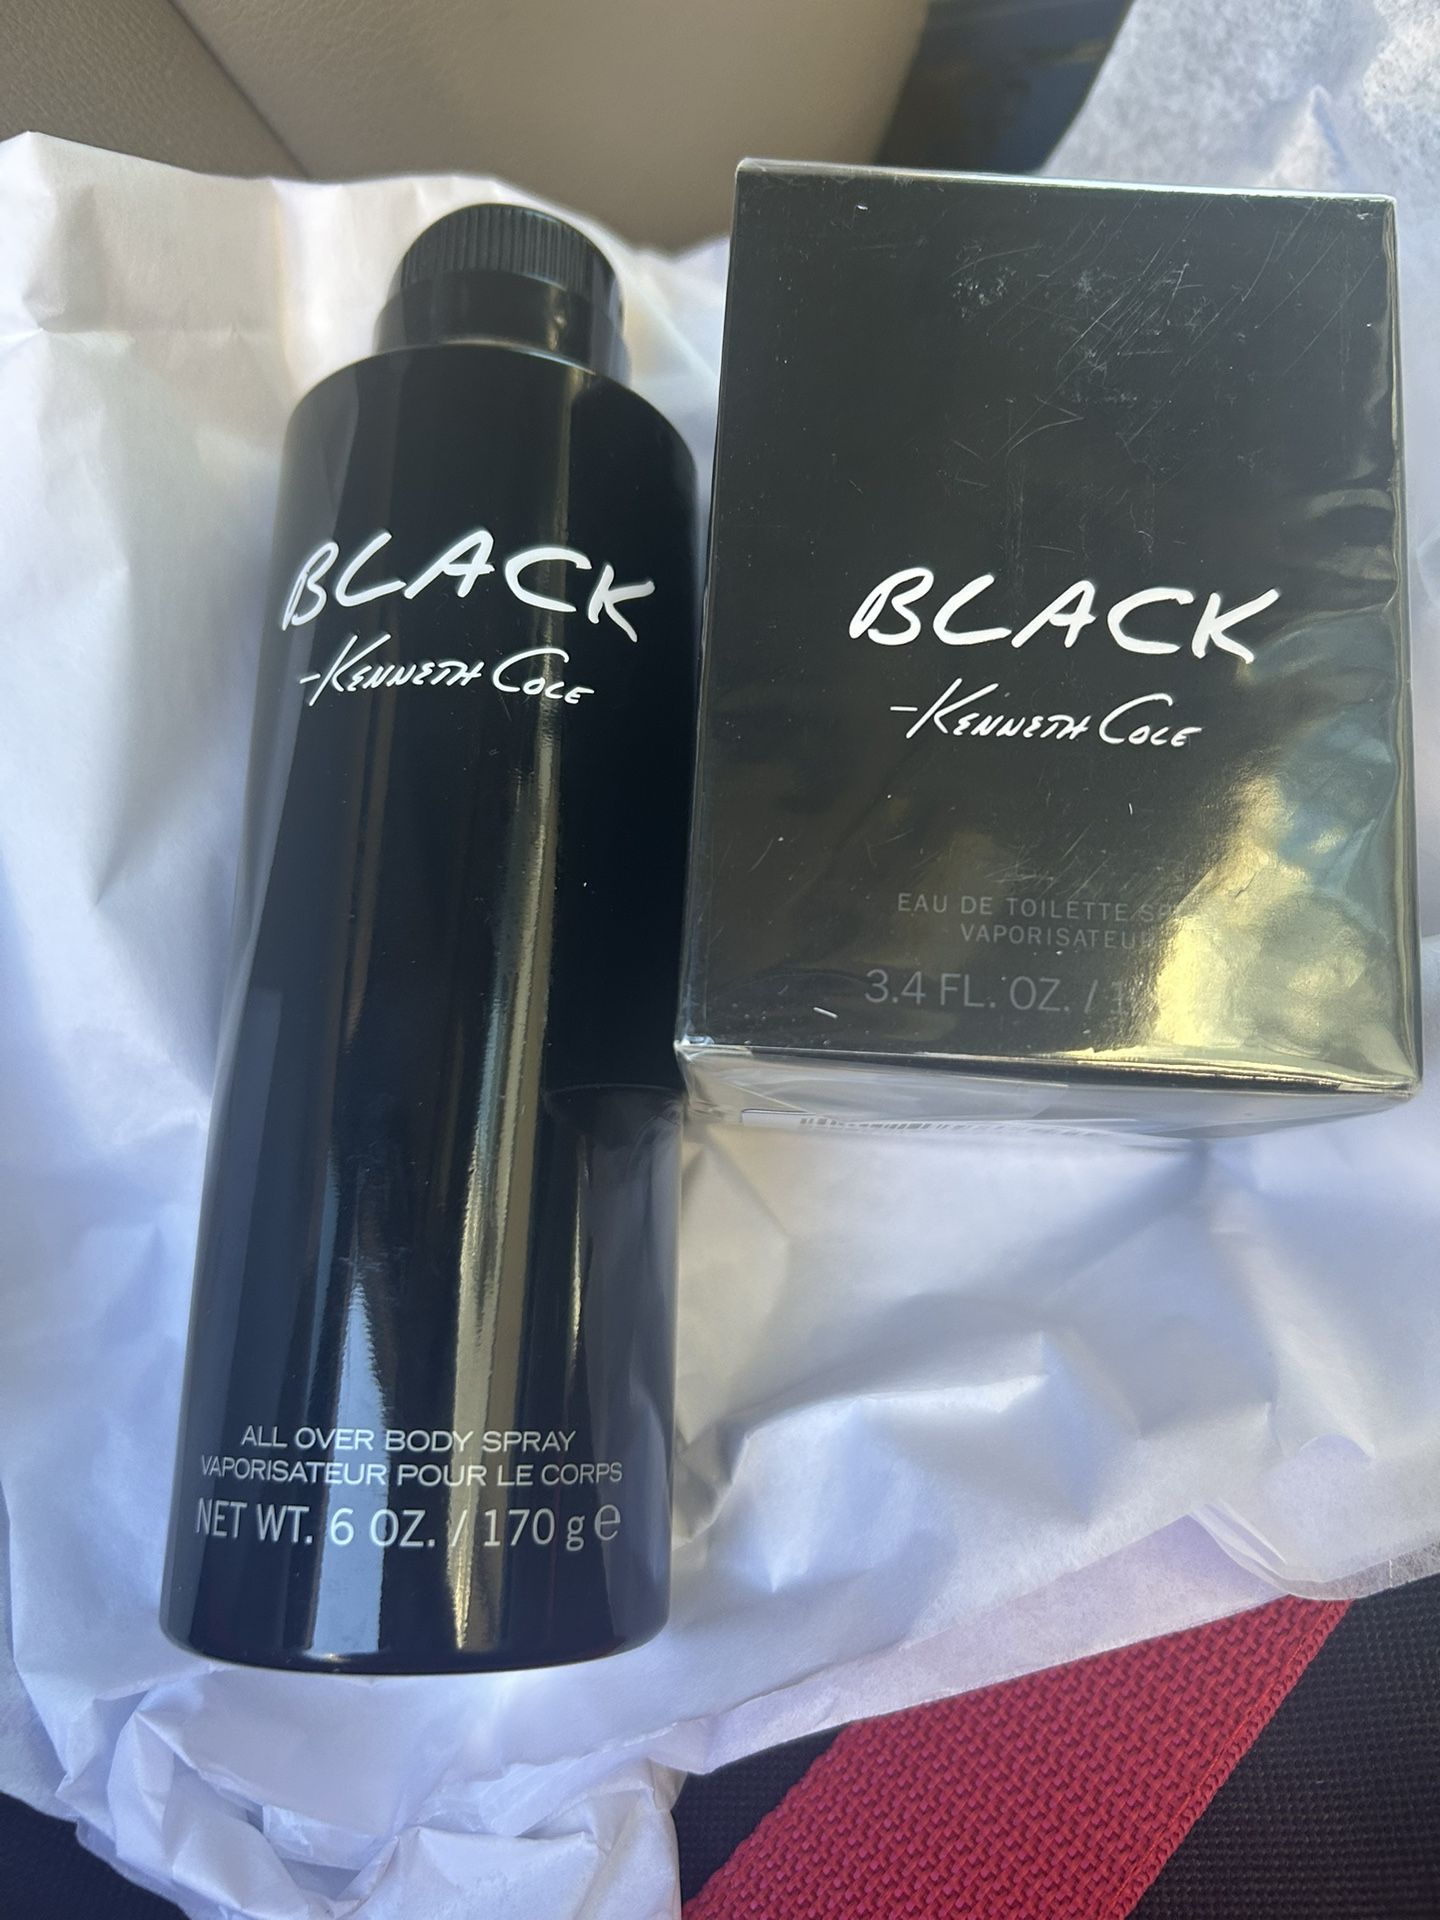 BLACK
-KENNETH COLE
ALL OVER BODY SPRAY
VAPORISATEUR POUR LE CORPS
NET WT. 6 OZ. / 170 g e
BLACK
-KENNETH COLE
EAU DE TOILETTE
VAPORISATEUR
3.4 FL. OZ. /